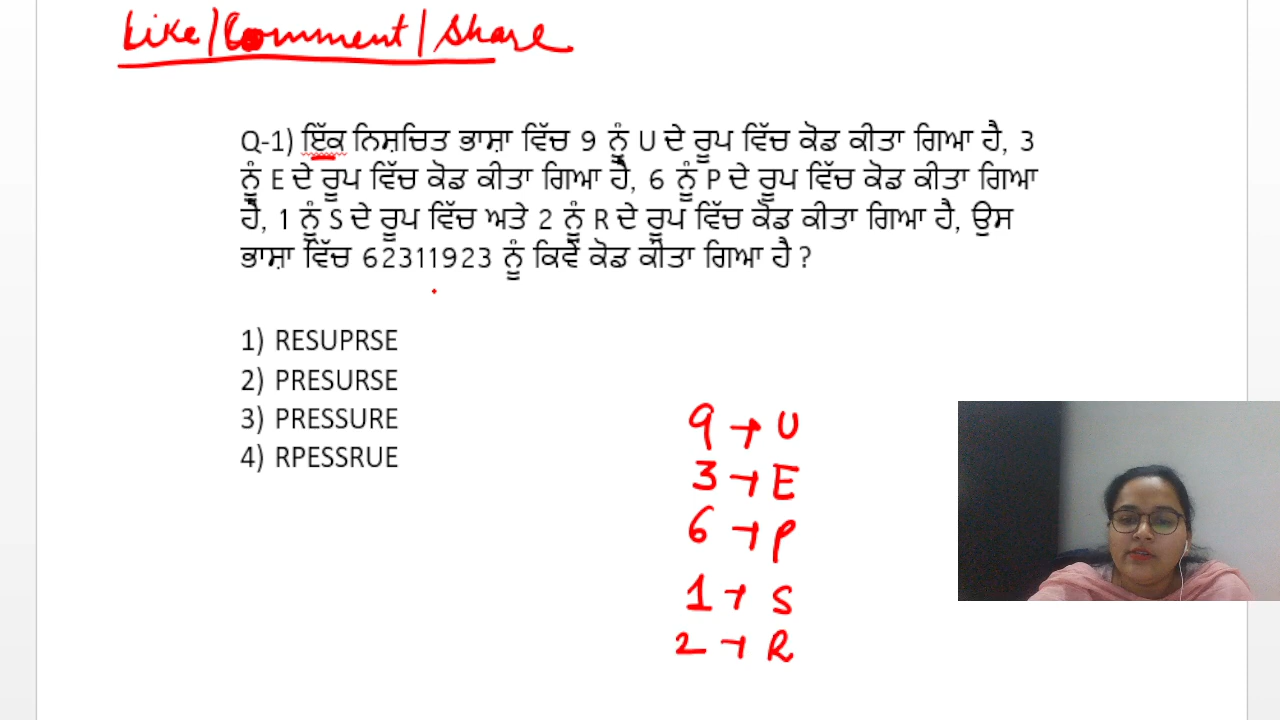 Like/Comment/Share
Q-1) ਇੱਕ ਨਿਸ਼ਚਿਤ ਭਾਸ਼ਾ ਵਿੱਚ 9 ਨੂੰ U ਦੇ ਰੂਪ ਵਿੱਚ ਕੋਡ ਕੀਤਾ ਗਿਆ ਹੈ, 3
ਨੂੰ E ਦੇ ਰੂਪ ਵਿੱਚ ਕੋਡ ਕੀਤਾ ਗਿਆ ਹੈ, 6 ਨੂੰ P ਦੇ ਰੂਪ ਵਿੱਚ ਕੋਡ ਕੀਤਾ ਗਿਆ
ਹੈ, 1 ਨੂੰ S ਦੇ ਰੂਪ ਵਿੱਚ ਅਤੇ 2 ਨੂੰ R ਦੇ ਰੂਪ ਵਿੱਚ ਕੋਡ ਕੀਤਾ ਗਿਆ ਹੈ, ਉਸ
ਭਾਸ਼ਾ ਵਿੱਚ 62311923 ਨੂੰ ਕਿਵੇਂ ਕੋਡ ਕੀਤਾ ਗਿਆ ਹੈ ?
1) RESUPRSE
2) PRESURSE
3) PRESSURE
4) RPESSRUE
9 → U
3 → E
6 → P
1 → S
2 → R